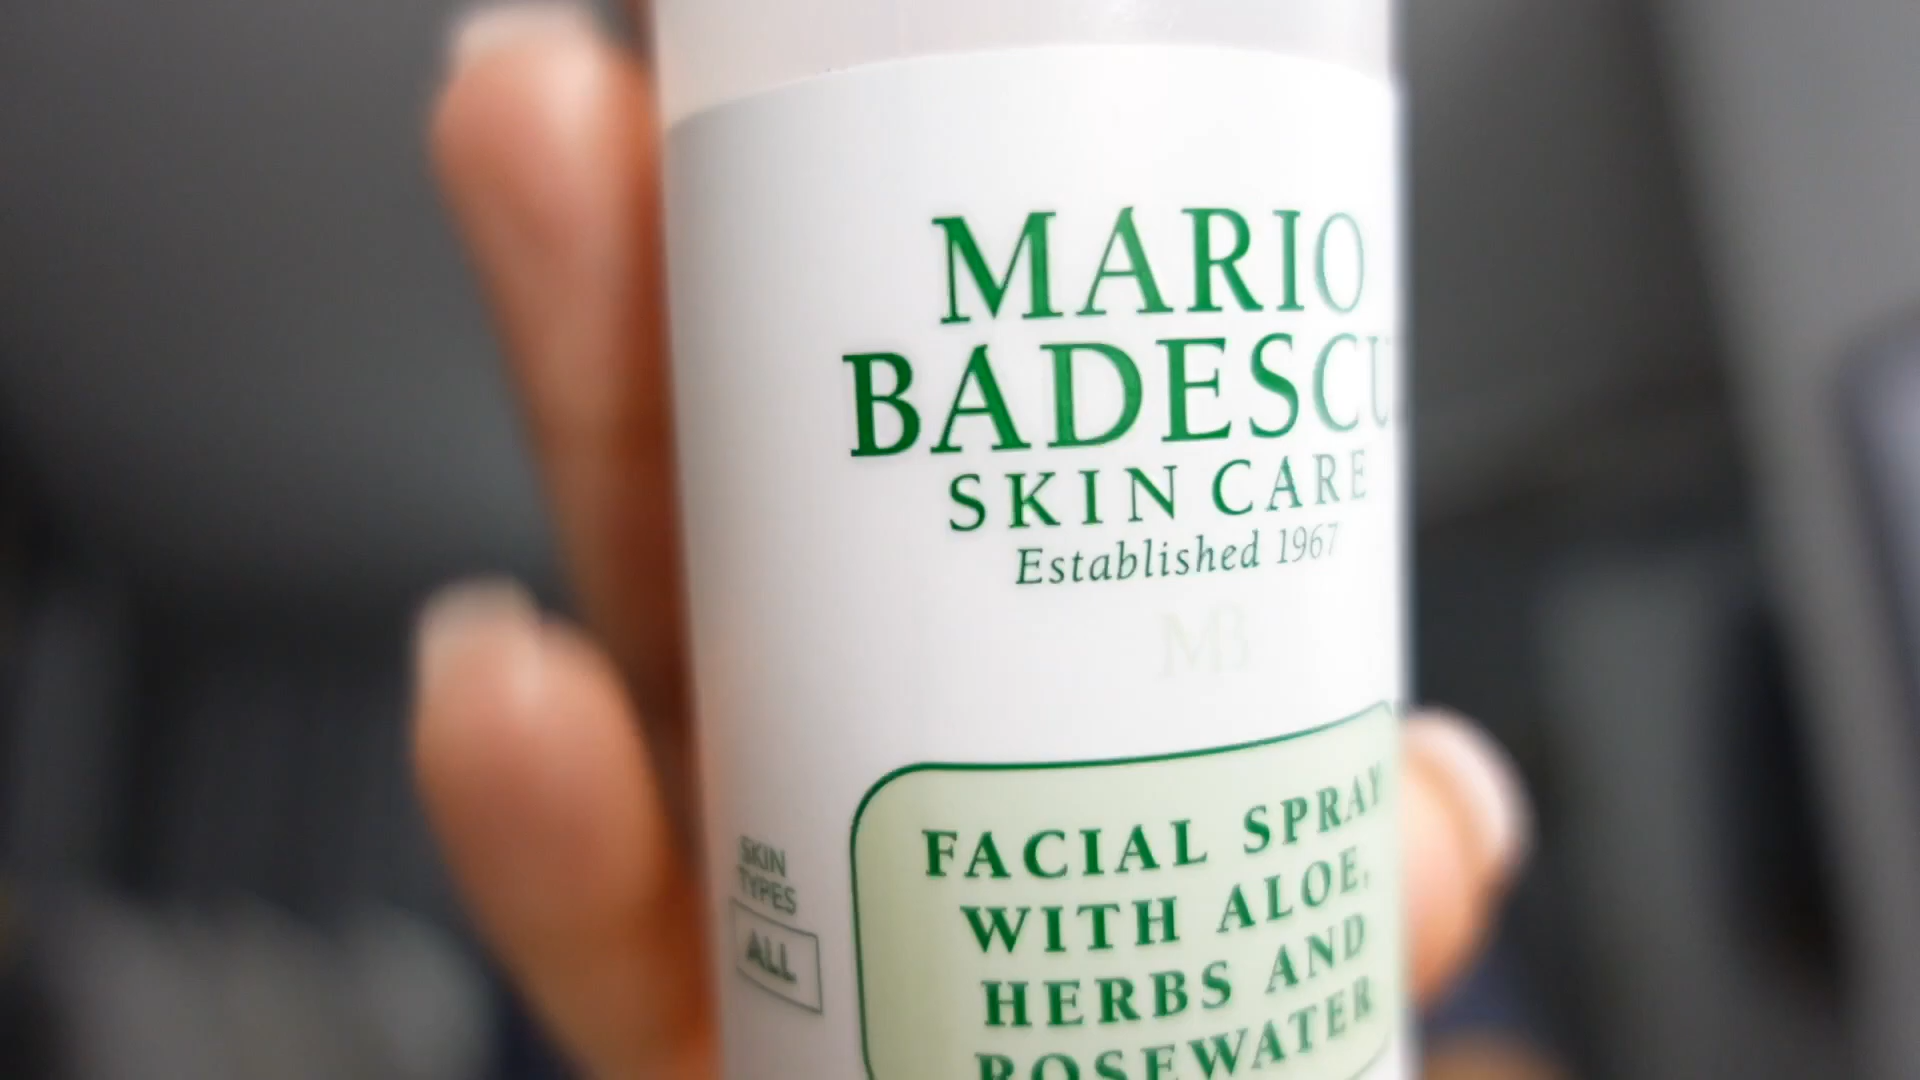 MARIO
BADESCU
SKIN CARE
Established 1967
MB
FACIAL SPRAY
WITH ALOE,
HERBS AND
ROSEWATER
SKIN
TYPES
ALL